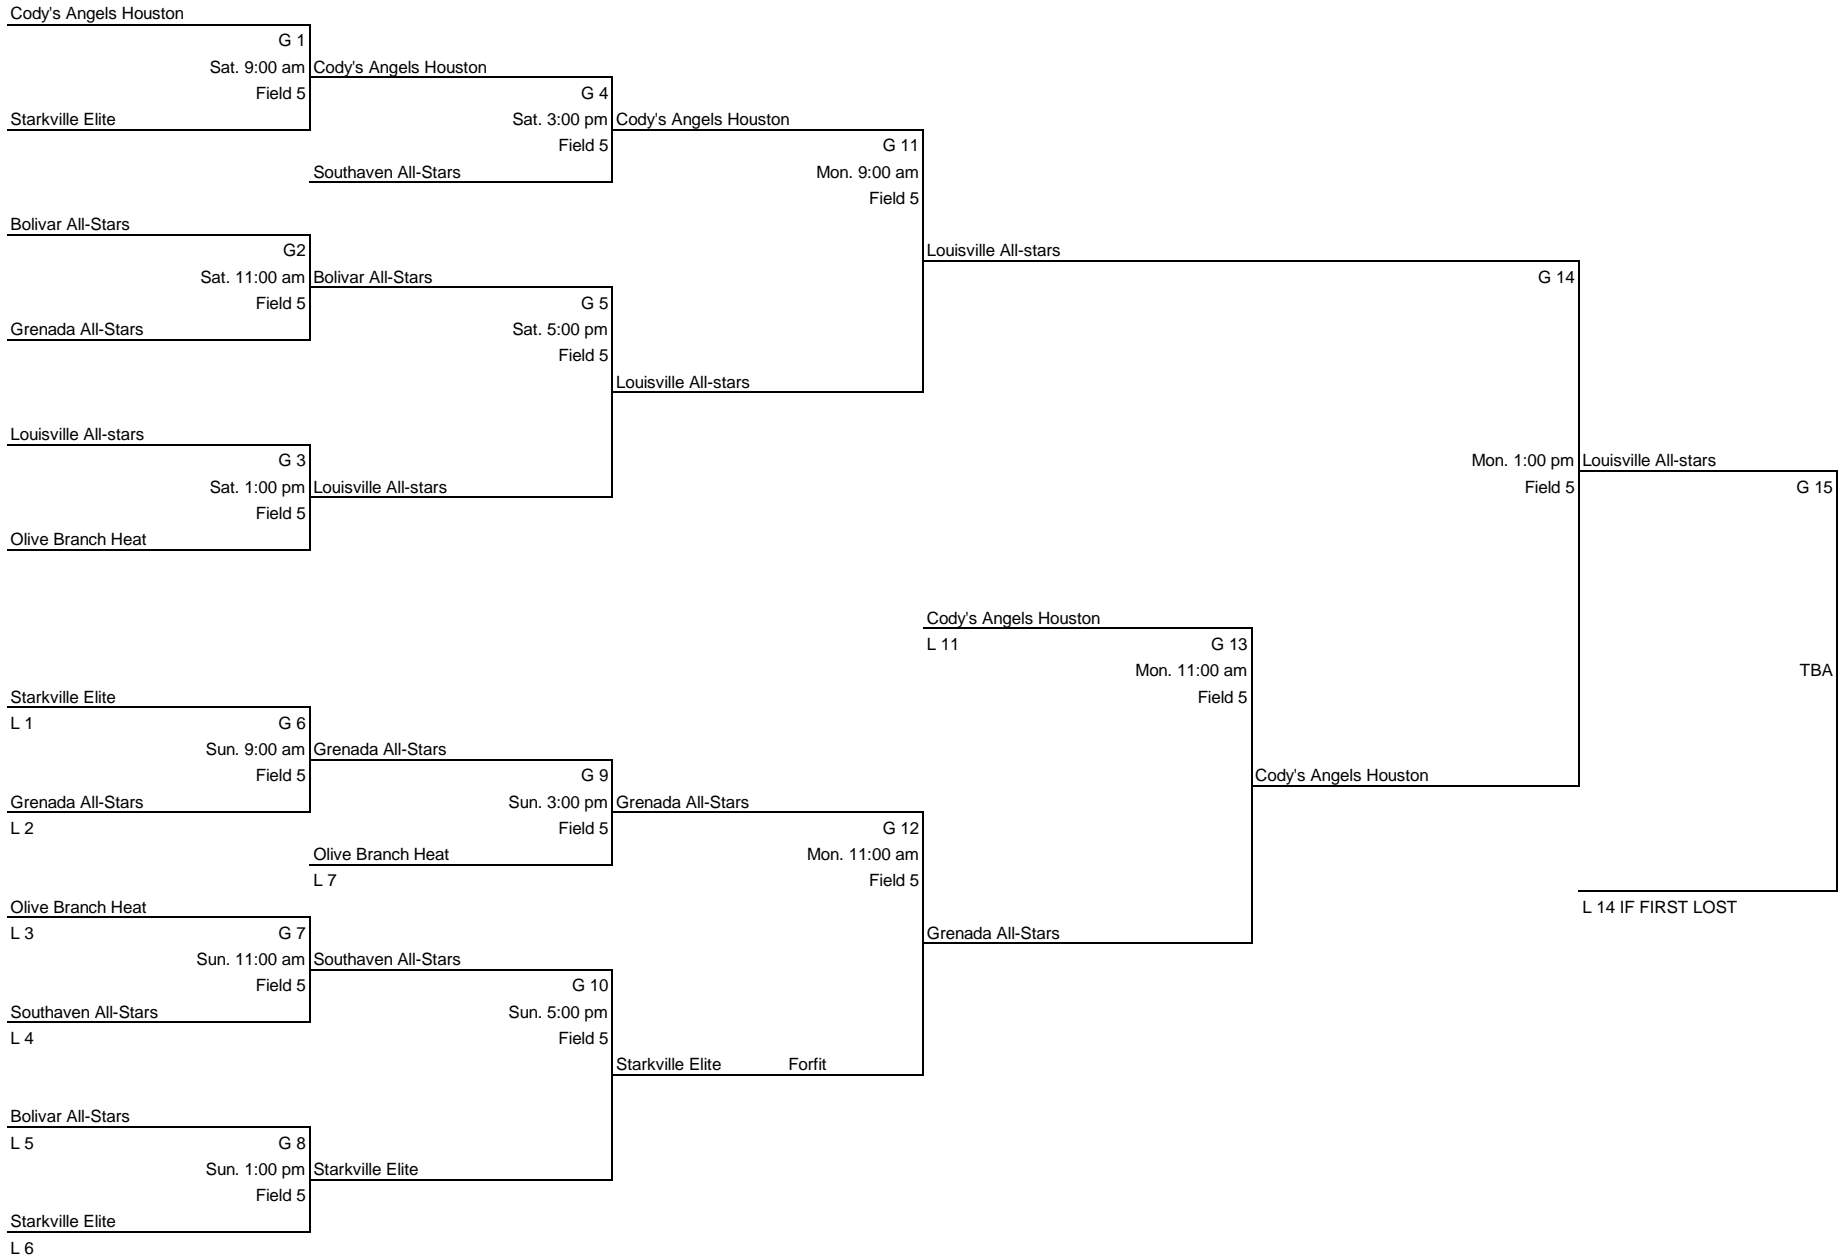 Cody's Angels Houston
G 1
Sat. 9:00 am
Cody's Angels Houston
Field 5
G 4
Starkville Elite
Sat. 3:00 pm
Cody's Angels Houston
Field 5
G 11
Southaven All-Stars
Mon. 9:00 am
Field 5
Bolivar All-Stars
G2
Louisville All-stars
Sat. 11:00 am
Bolivar All-Stars
G 14
Field 5
G 5
Grenada All-Stars
Sat. 5:00 pm
Field 5
Louisville All-stars
Louisville All-stars
G 3
Mon. 1:00 pm
Louisville All-stars
Sat. 1:00 pm
Louisville All-stars
Field 5
G 15
Field 5
Olive Branch Heat
Cody's Angels Houston
L 11
G 13
Mon. 11:00 am
TBA
Starkville Elite
Field 5
L 1
G 6
Sun. 9:00 am
Grenada All-Stars
Field 5
G 9
Cody's Angels Houston
Grenada All-Stars
Sun. 3:00 pm
Grenada All-Stars
L 2
Field 5
G 12
Olive Branch Heat
Mon. 11:00 am
L 7
Field 5
Olive Branch Heat
L 14 IF FIRST LOST
L 3
G 7
Grenada All-Stars
Sun. 11:00 am
Southaven All-Stars
Field 5
G 10
Southaven All-Stars
Sun. 5:00 pm
L 4
Field 5
Starkville Elite
Forfit
Bolivar All-Stars
L 5
G 8
Sun. 1:00 pm
Starkville Elite
Field 5
Starkville Elite
L 6